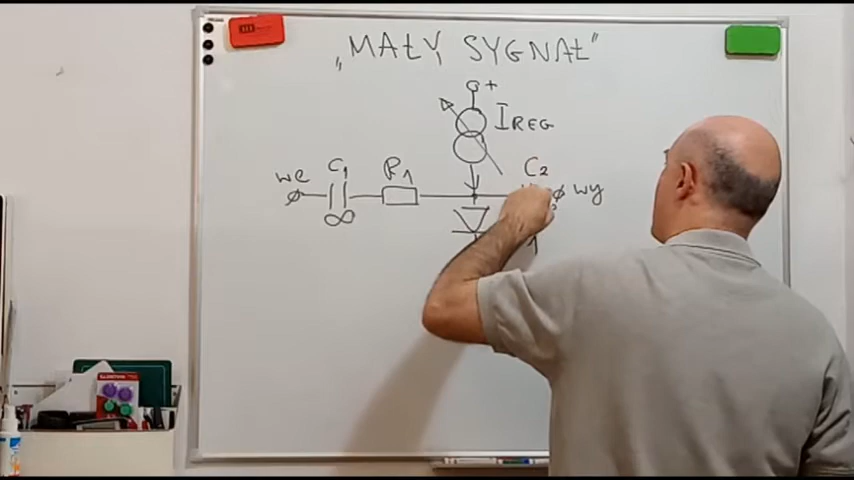 „MAŁY SYGNAŁ”
+
IREG
we C1 R1 C2 wy
∞